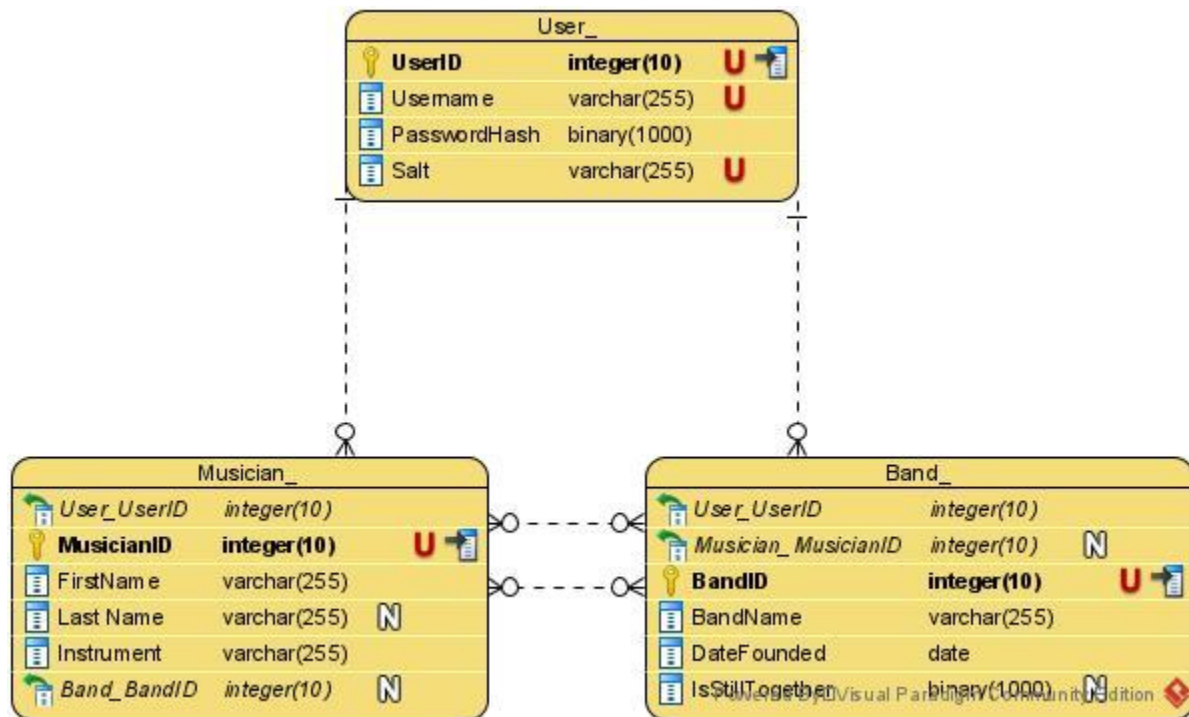 User_
UserID integer(10) U
Username varchar(255) U
PasswordHash binary(1000)
Salt varchar(255) U
Musician_
User_UserID integer(10)
MusicianID integer(10) U
FirstName varchar(255)
Last Name varchar(255) N
Instrument varchar(255)
Band_BandID integer(10) N
Band_
User_UserID integer(10)
Musician_MusicianID integer(10) N
BandID integer(10) U
BandName varchar(255)
DateFounded date
IsStillTogether binary(1000) N
Powered By Visual Paradigm Community Edition